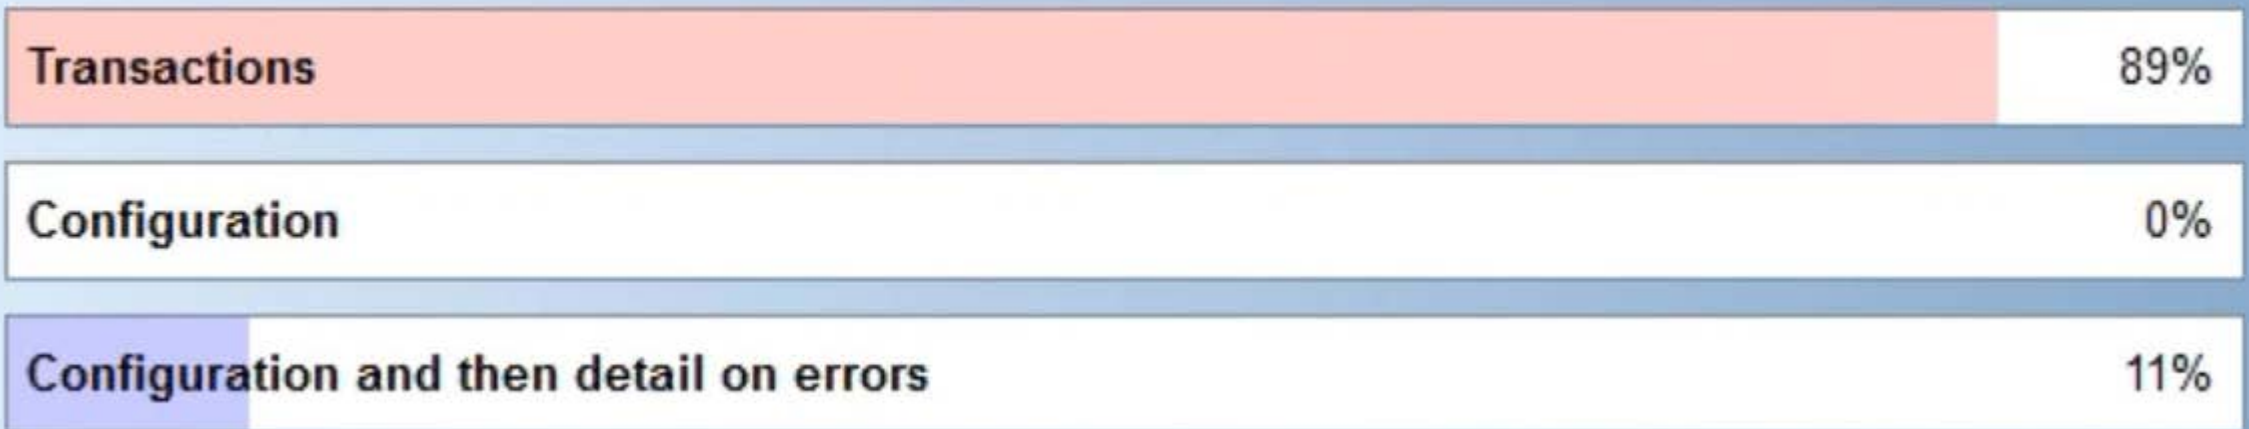 Transactions 89%
Configuration 0%
Configuration and then detail on errors 11%